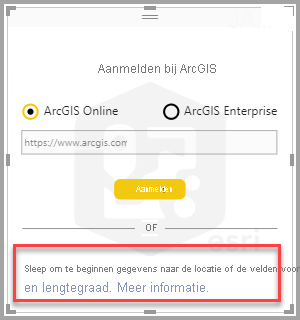 Aanmelden bij ArcGIS
ArcGIS Online ArcGIS Enterprise
https://www.arcgis.com
Aanmelden
OF
esri
Sleep om te beginnen gegevens naar de locatie of de velden voor
en lengtegraad. Meer informatie.